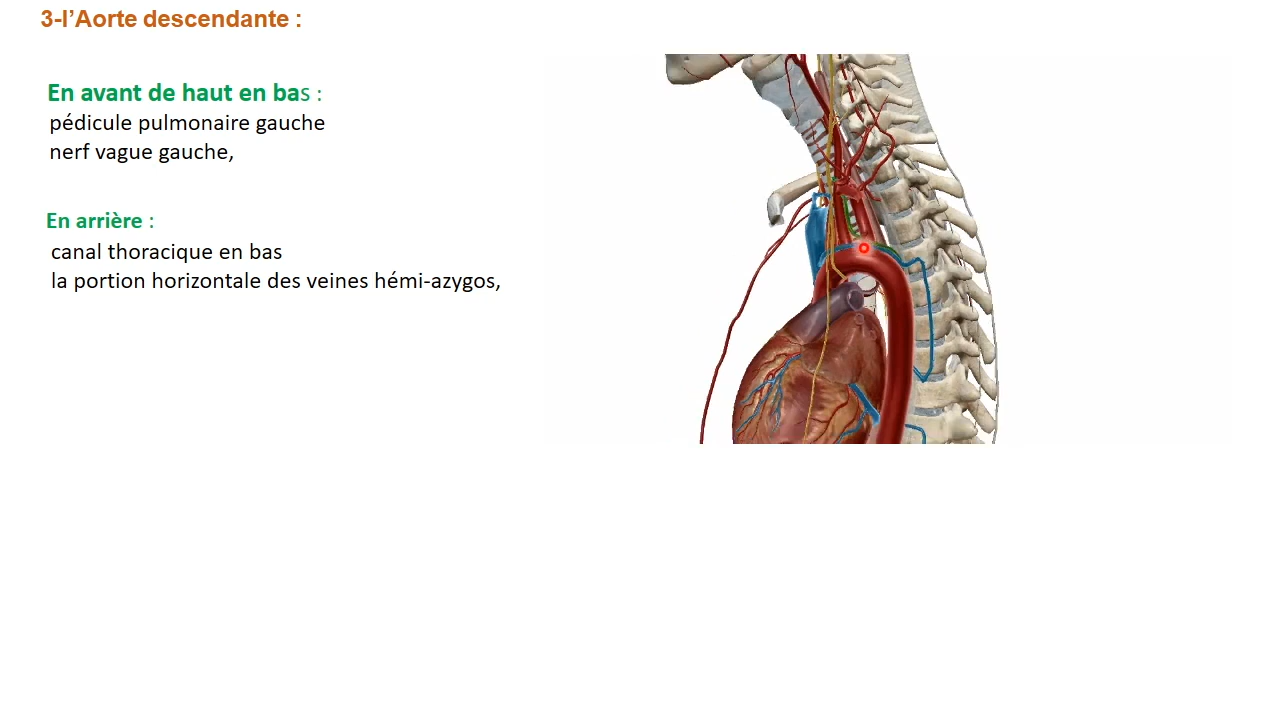 3-l’Aorte descendante :
En avant de haut en bas :
pédicule pulmonaire gauche
nerf vague gauche,
En arrière :
canal thoracique en bas
la portion horizontale des veines hémi-azygos,